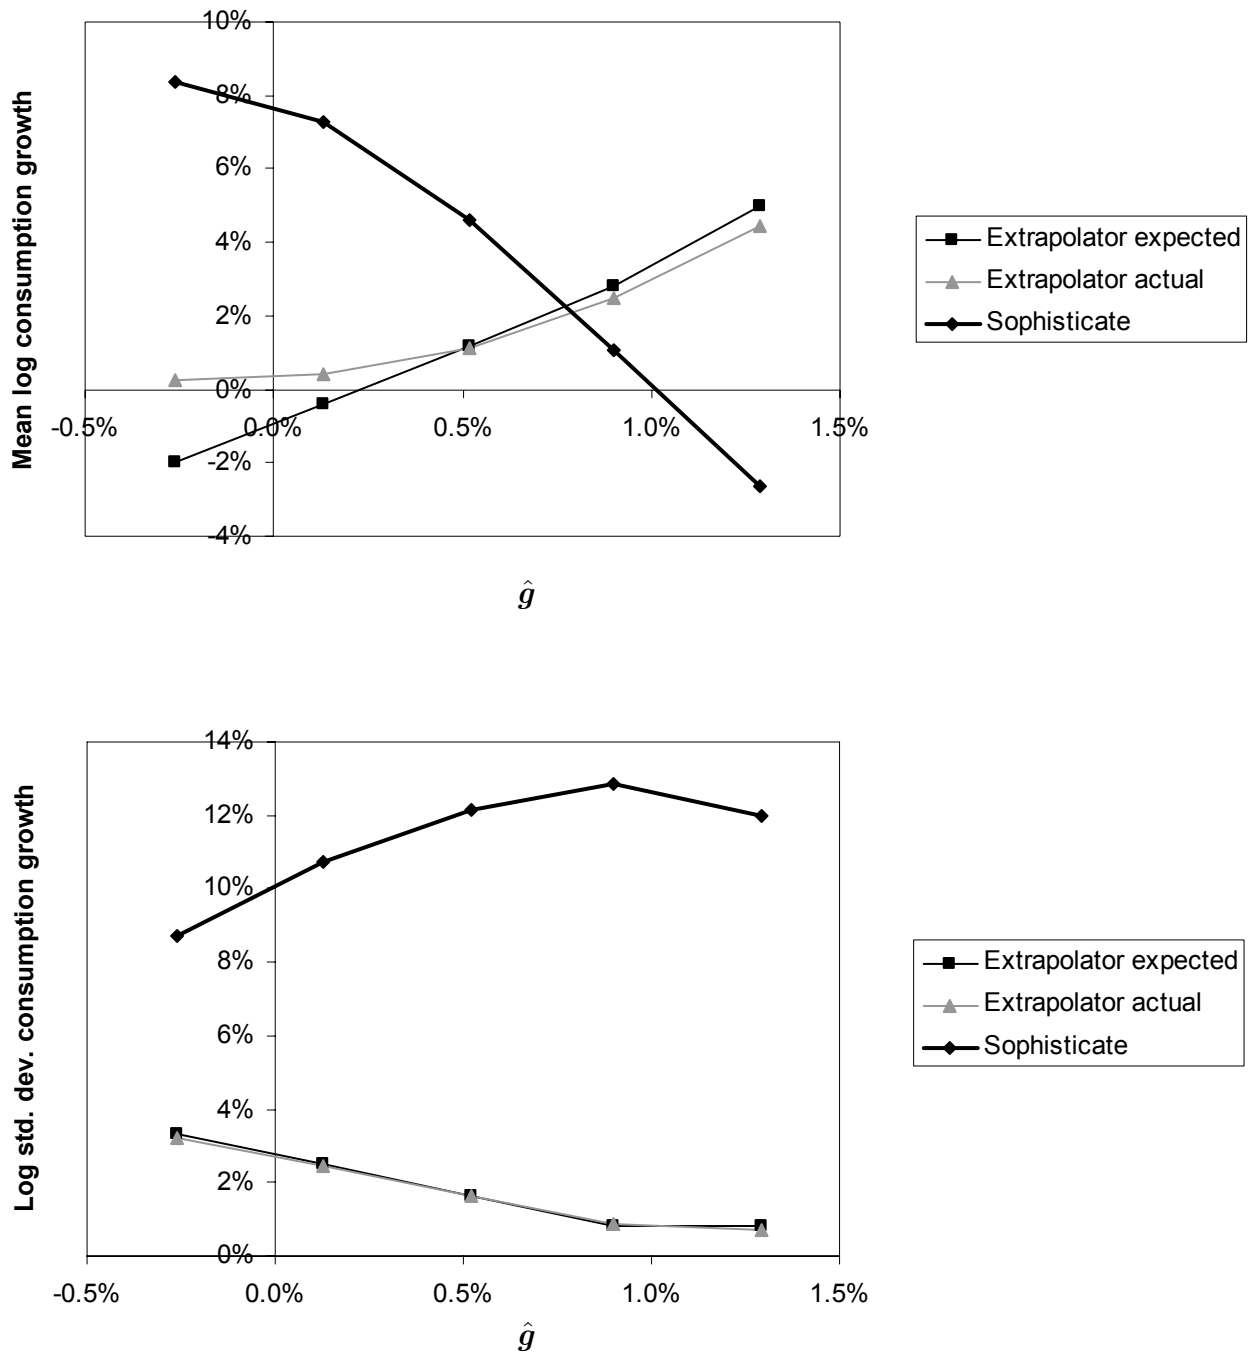 Mean log consumption growth
10%
8%
6%
4%
2%
0%
-2%
-4%
-0.5%
0.0%
0.5%
1.0%
1.5%
ĝ
Extrapolator expected
Extrapolator actual
Sophisticate
Log std. dev. consumption growth
14%
12%
10%
8%
6%
4%
2%
0%
-0.5%
0.0%
0.5%
1.0%
1.5%
ĝ
Extrapolator expected
Extrapolator actual
Sophisticate